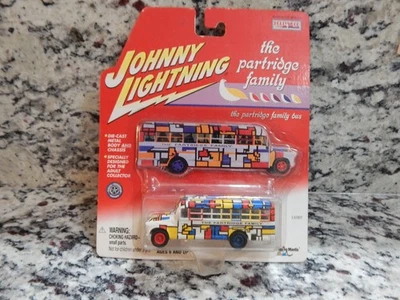 JOHNNY
LIGHTNING
the
partridge
family
the partridge family bus
• DIE-CAST
METAL
BODY AND
CHASSIS
• SPECIALLY
DESIGNED
FOR THE
ADULT
COLLECTOR
WARNING:
CHOKING HAZARD
small parts